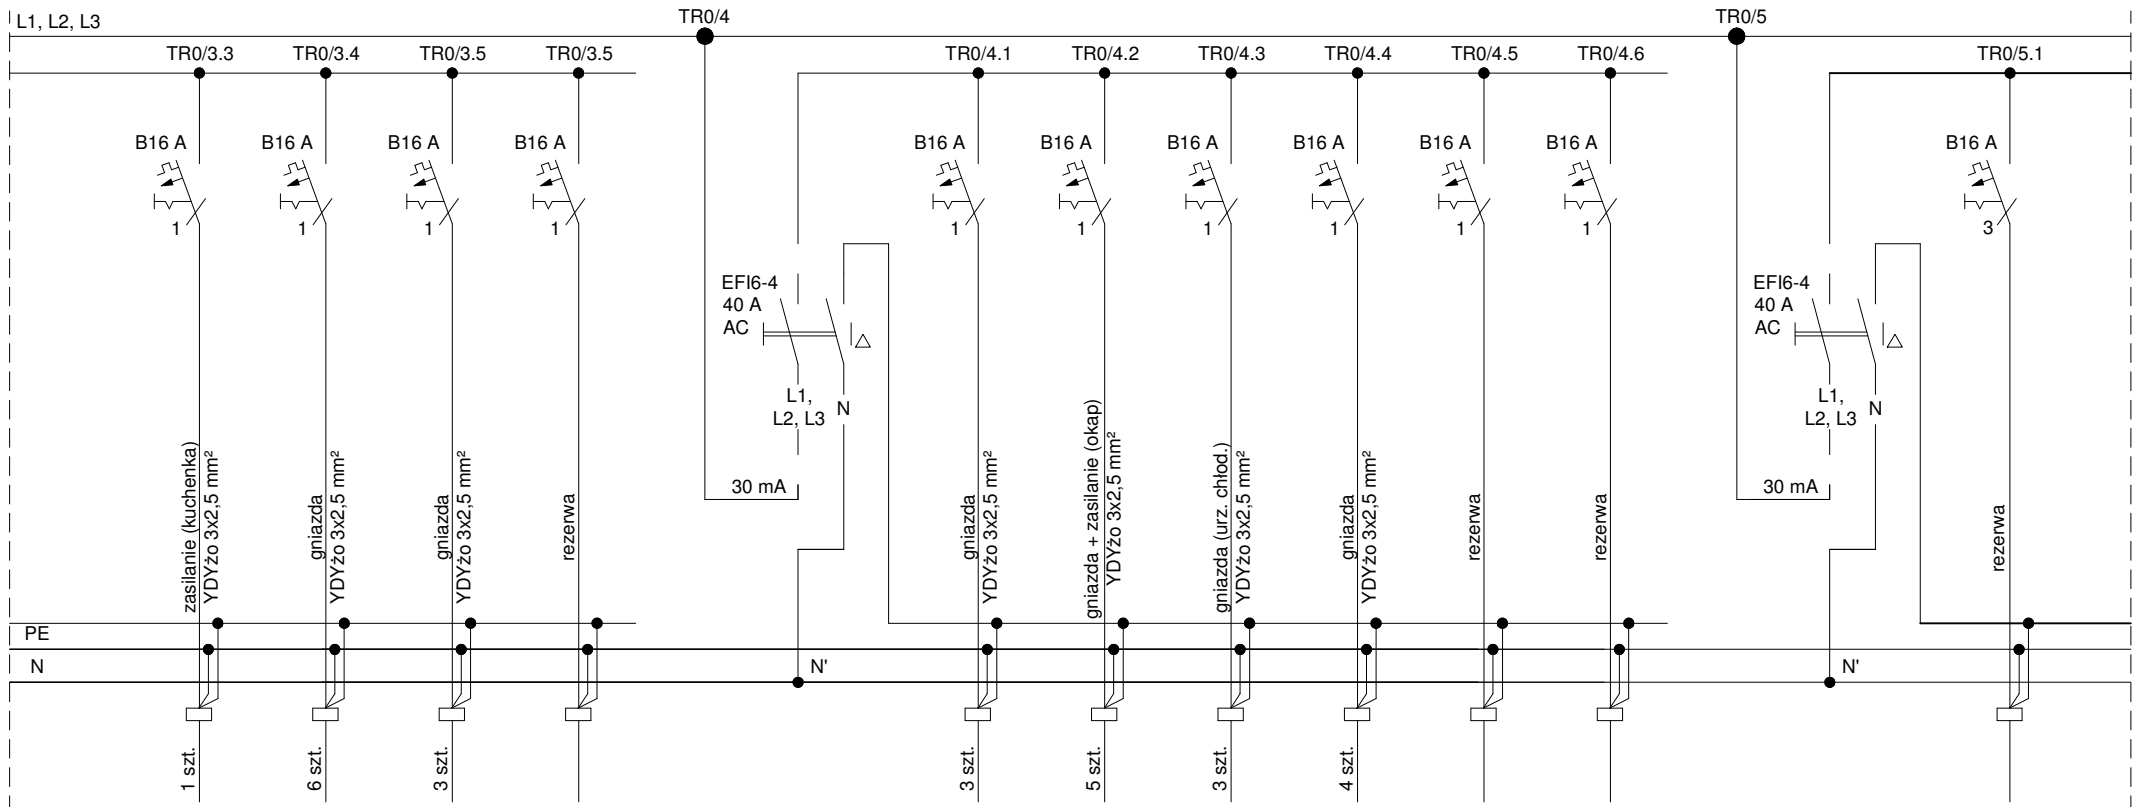 L1, L2, L3
TR0/4
TR0/5
TR0/3.3
TR0/3.4
TR0/3.5
TR0/3.5
TR0/4.1
TR0/4.2
TR0/4.3
TR0/4.4
TR0/4.5
TR0/4.6
TR0/5.1
B16 A
B16 A
B16 A
B16 A
B16 A
B16 A
B16 A
B16 A
B16 A
B16 A
B16 A
1
1
1
1
1
1
1
1
1
1
3
EFI6-4
40 A
AC
L1,
L2, L3
N
30 mA
EFI6-4
40 A
AC
L1,
L2, L3
N
30 mA
zasilanie (kuchenka)
YDYżo 3x2,5 mm²
gniazda
YDYżo 3x2,5 mm²
gniazda
YDYżo 3x2,5 mm²
rezerwa
gniazda
YDYżo 3x2,5 mm²
gniazda + zasilanie (okap)
YDYżo 3x2,5 mm²
gniazda (urz. chłod.)
YDYżo 3x2,5 mm²
gniazda
YDYżo 3x2,5 mm²
rezerwa
rezerwa
rezerwa
PE
N
N'
N'
1 szt.
6 szt.
3 szt.
3 szt.
5 szt.
3 szt.
4 szt.